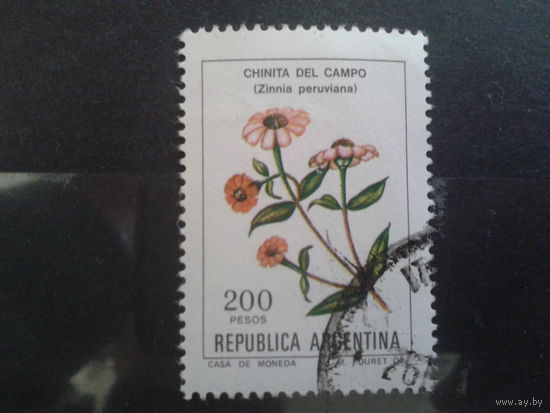 CHINITA DEL CAMPO
(Zinnia peruviana)
200
PESOS
REPUBLICA ARGENTINA
CASA DE MONEDA
www.ay.by